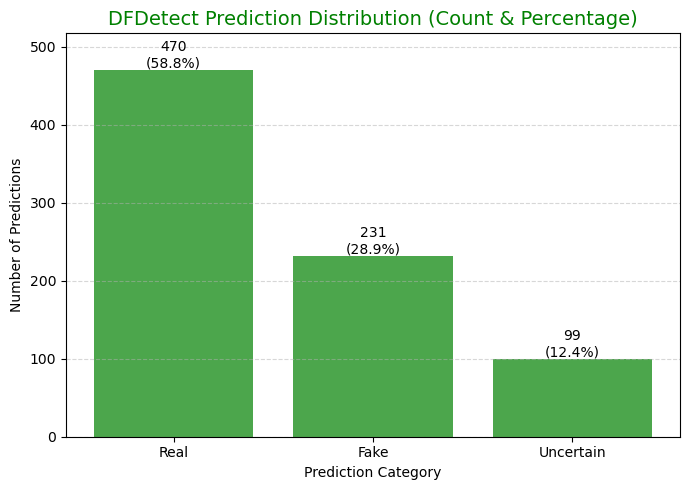 DFDetect Prediction Distribution (Count & Percentage)
Number of Predictions
500
400
300
200
100
0
470
(58.8%)
231
(28.9%)
99
(12.4%)
Real
Fake
Uncertain
Prediction Category